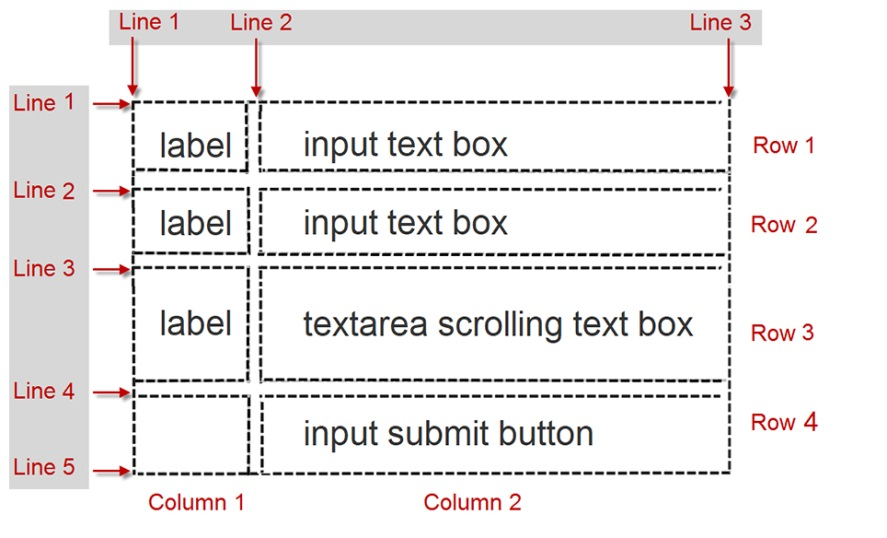 Line 1 Line 2 Line 3
Line 1
label input text box Row 1
Line 2
label input text box Row 2
Line 3
label textarea scrolling text box Row 3
Line 4
input submit button Row 4
Line 5
Column 1 Column 2